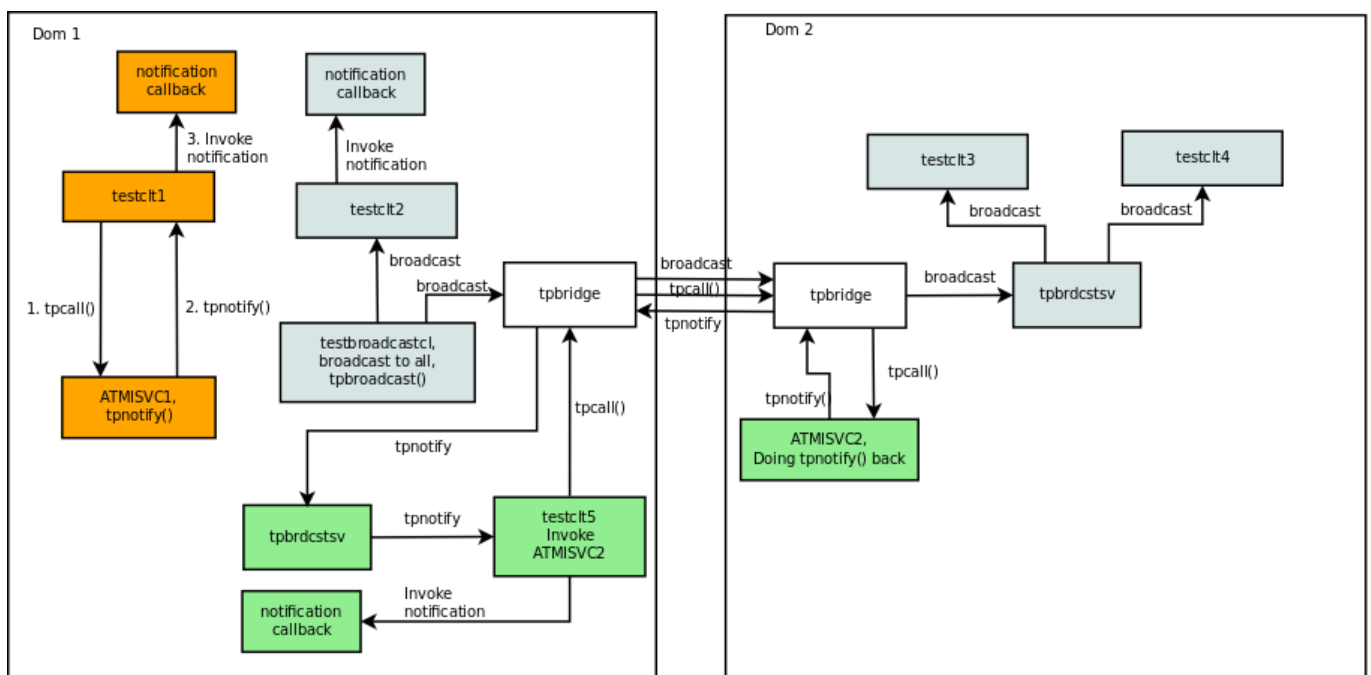 Dom 1
notification
callback
3. Invoke
notification
testclt1
1. tpcall()
2. tpnotify()
ATMISVC1,
tpnotify()
notification
callback
Invoke
notification
testclt2
broadcast
broadcast
testbroadcastcl,
broadcast to all,
tpbroadcast()
tpbridge
tpcall()
tpnotify
tpbrdcstsv
tpnotify
testclt5
Invoke
ATMISVC2
Invoke
notification
notification
callback
broadcast
tpcall()
tpnotify
Dom 2
testclt3
testclt4
broadcast
broadcast
tpbridge
broadcast
tpbrdcstsv
tpnotify()
tpcall()
ATMISVC2,
Doing tpnotify() back